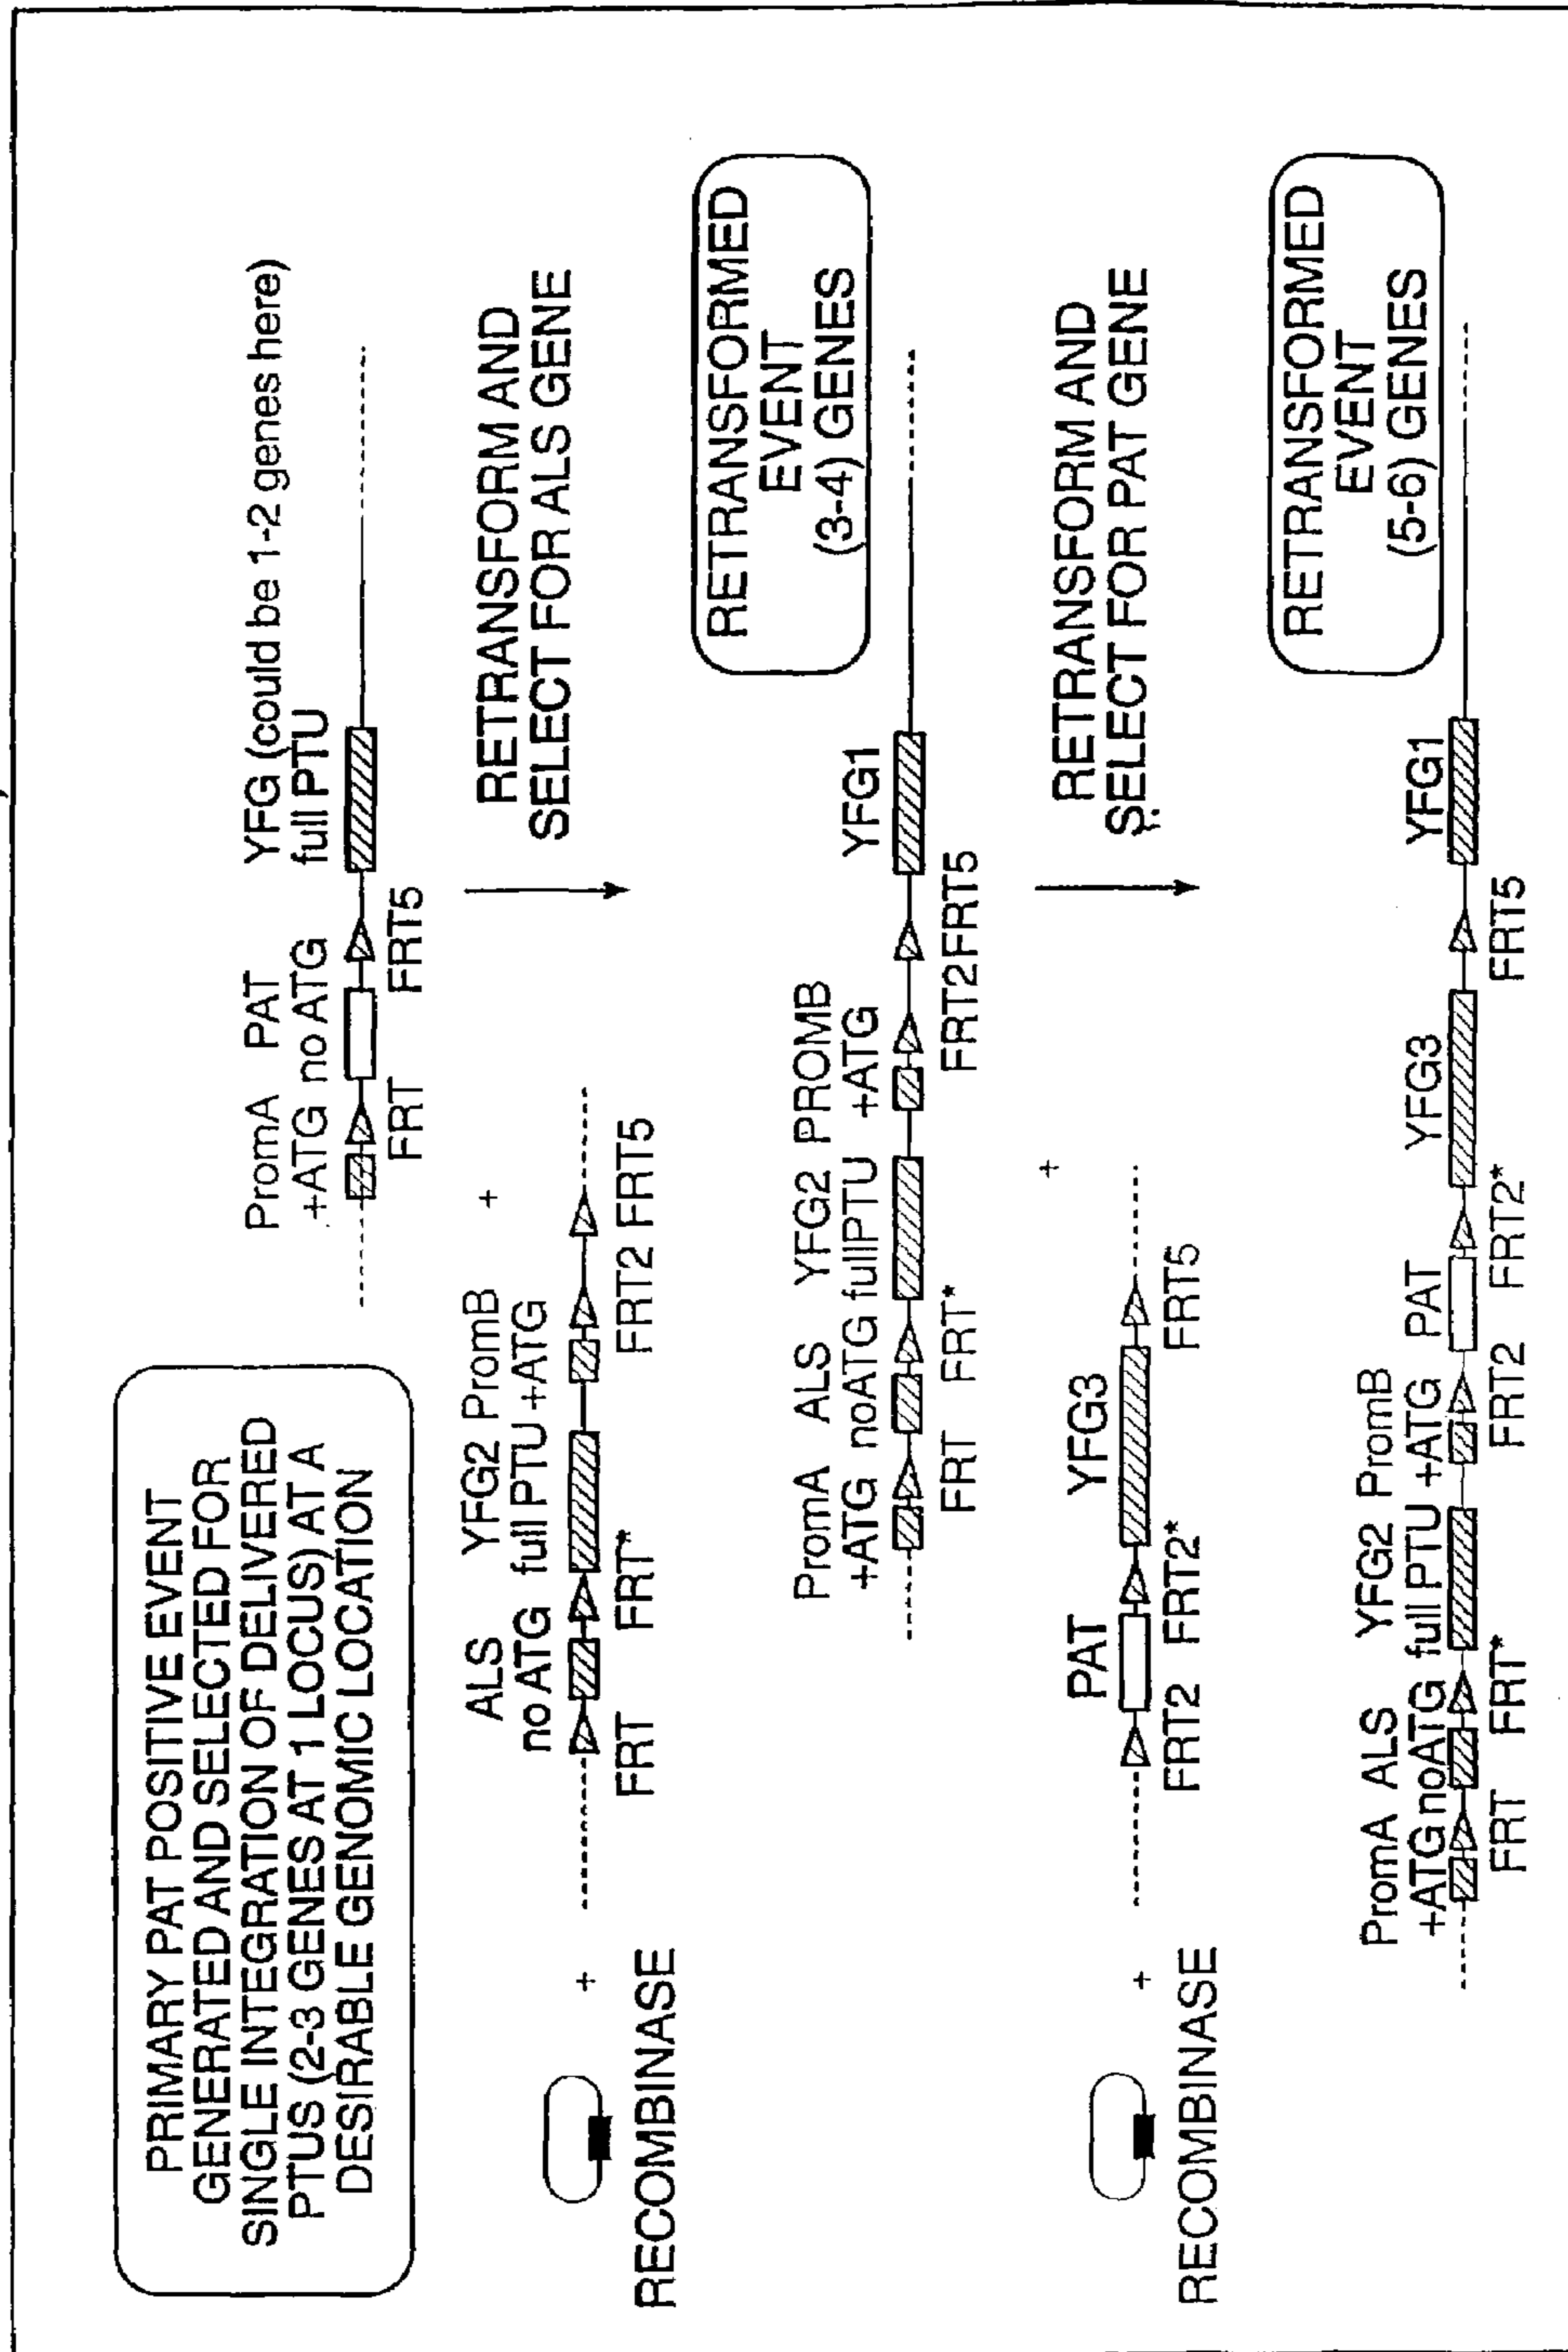 PRIMARY PAT POSITIVE EVENT
GENERATED AND SELECTED FOR
SINGLE INTEGRATION OF DELIVERED
PTUS (2-3 GENES AT 1 LOCUS) AT A
DESIRABLE GENOMIC LOCATION
PromA PAT YFG (could be 1-2 genes here)
+ATG no ATG full PTU
FRT FRT5
ALS YFG2 PromB
no ATG full PTU +ATG
+ +
FRT FRT* FRT2 FRT5
RECOMBINASE
RETRANSFORM AND
SELECT FOR ALS GENE
RETRANSFORMED
EVENT
(3-4) GENES
PromA ALS YFG2 PROMB YFG1
+ATG noATG fullPTU +ATG
FRT FRT* FRT2FRT5
PAT YFG3
+ +
FRT2 FRT2* FRT5
RECOMBINASE
RETRANSFORM AND
SELECT FOR PAT GENE
RETRANSFORMED
EVENT
(5-6) GENES
PromA ALS YFG2 PromB
+ATG noATG full PTU +ATG PAT YFG3 YFG1
FRT FRT* FRT2 FRT2* FRT5